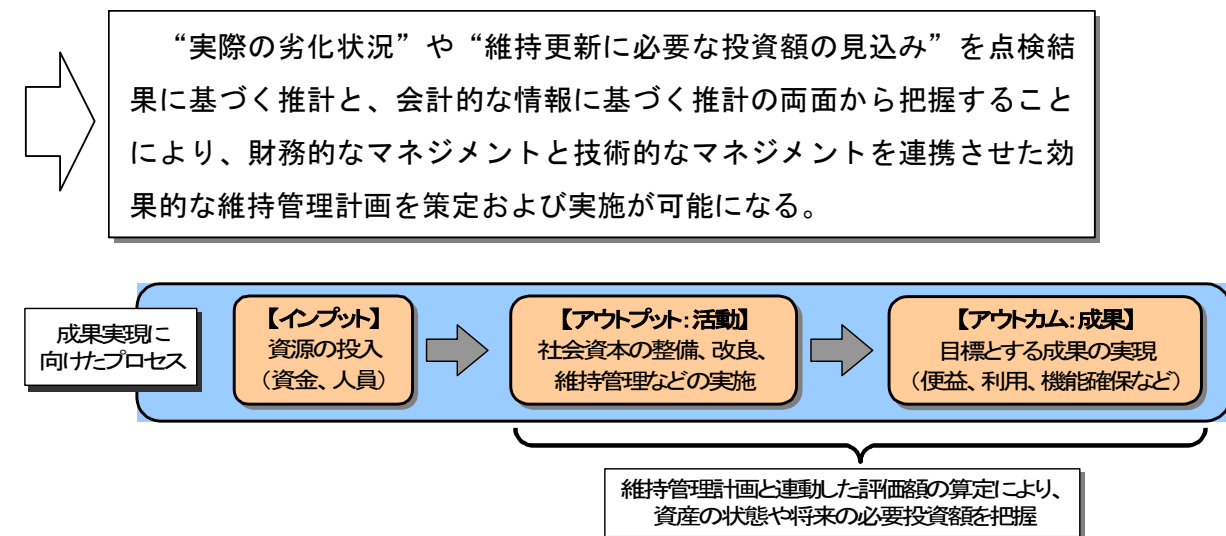 “実際の劣化状況”や“維持更新に必要な投資額の見込み”を点検結
果に基づく推計と、会計的な情報に基づく推計の両面から把握すること
により、財務的なマネジメントと技術的なマネジメントを連携させた効
果的な維持管理計画を策定および実施が可能になる。
成果実現に
向けたプロセス
【インプット】
資源の投入
（資金、人員）
【アウトプット：活動】
社会資本の整備、改良、
維持管理などの実施
【アウトカム：成果】
目標とする成果の実現
（便益、利用、機能確保など）
維持管理計画と連動した評価額の算定により、
資産の状態や将来の必要投資額を把握